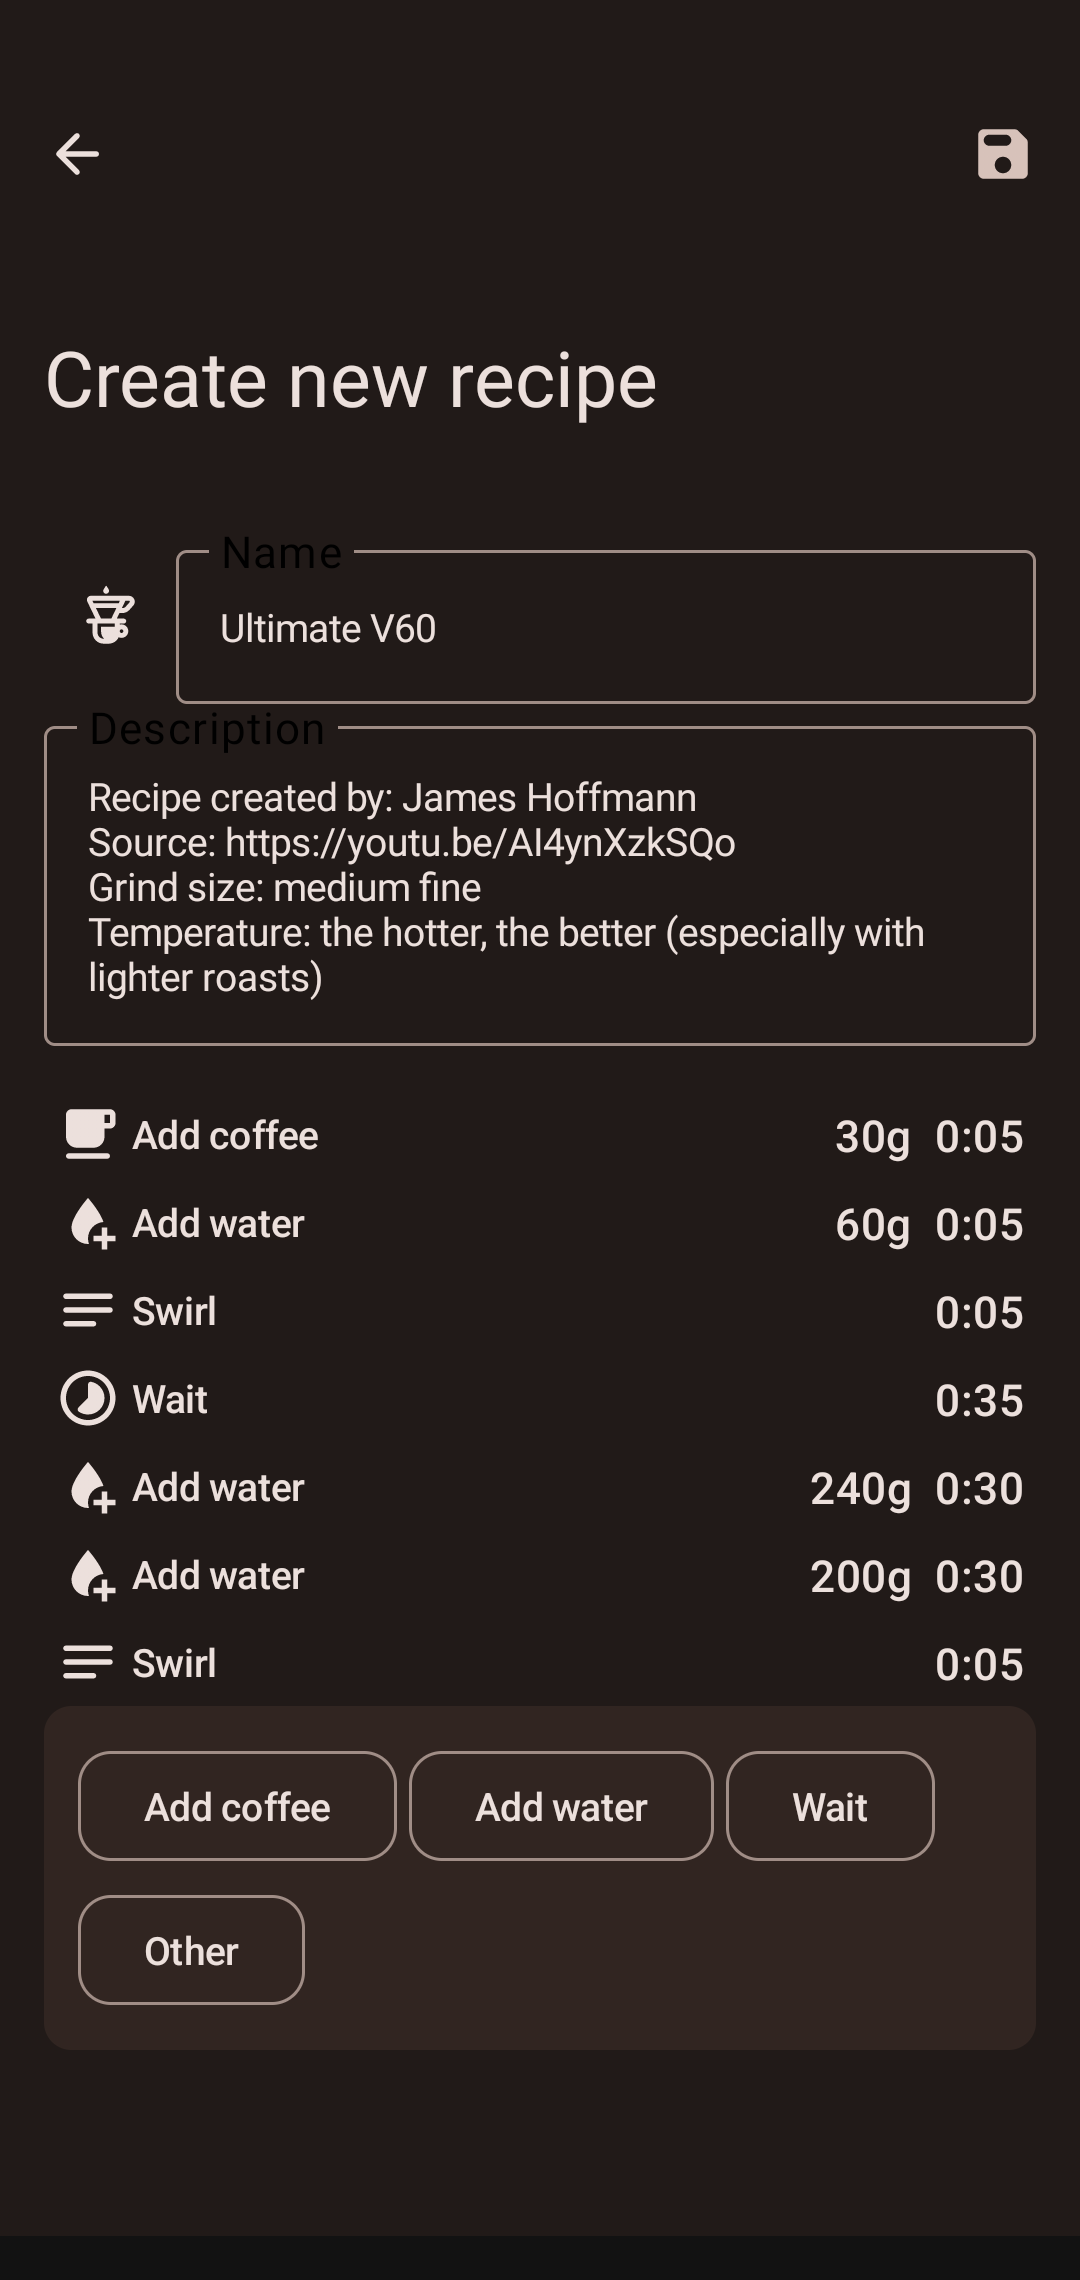 Create new recipe
Name
Ultimate V60
Description
Recipe created by: James Hoffmann
Source: https://youtu.be/AI4ynXzkSQo
Grind size: medium fine
Temperature: the hotter, the better (especially with
lighter roasts)
Add coffee 30g 0:05
Add water 60g 0:05
Swirl 0:05
Wait 0:35
Add water 240g 0:30
Add water 200g 0:30
Swirl 0:05
Add coffee Add water Wait
Other